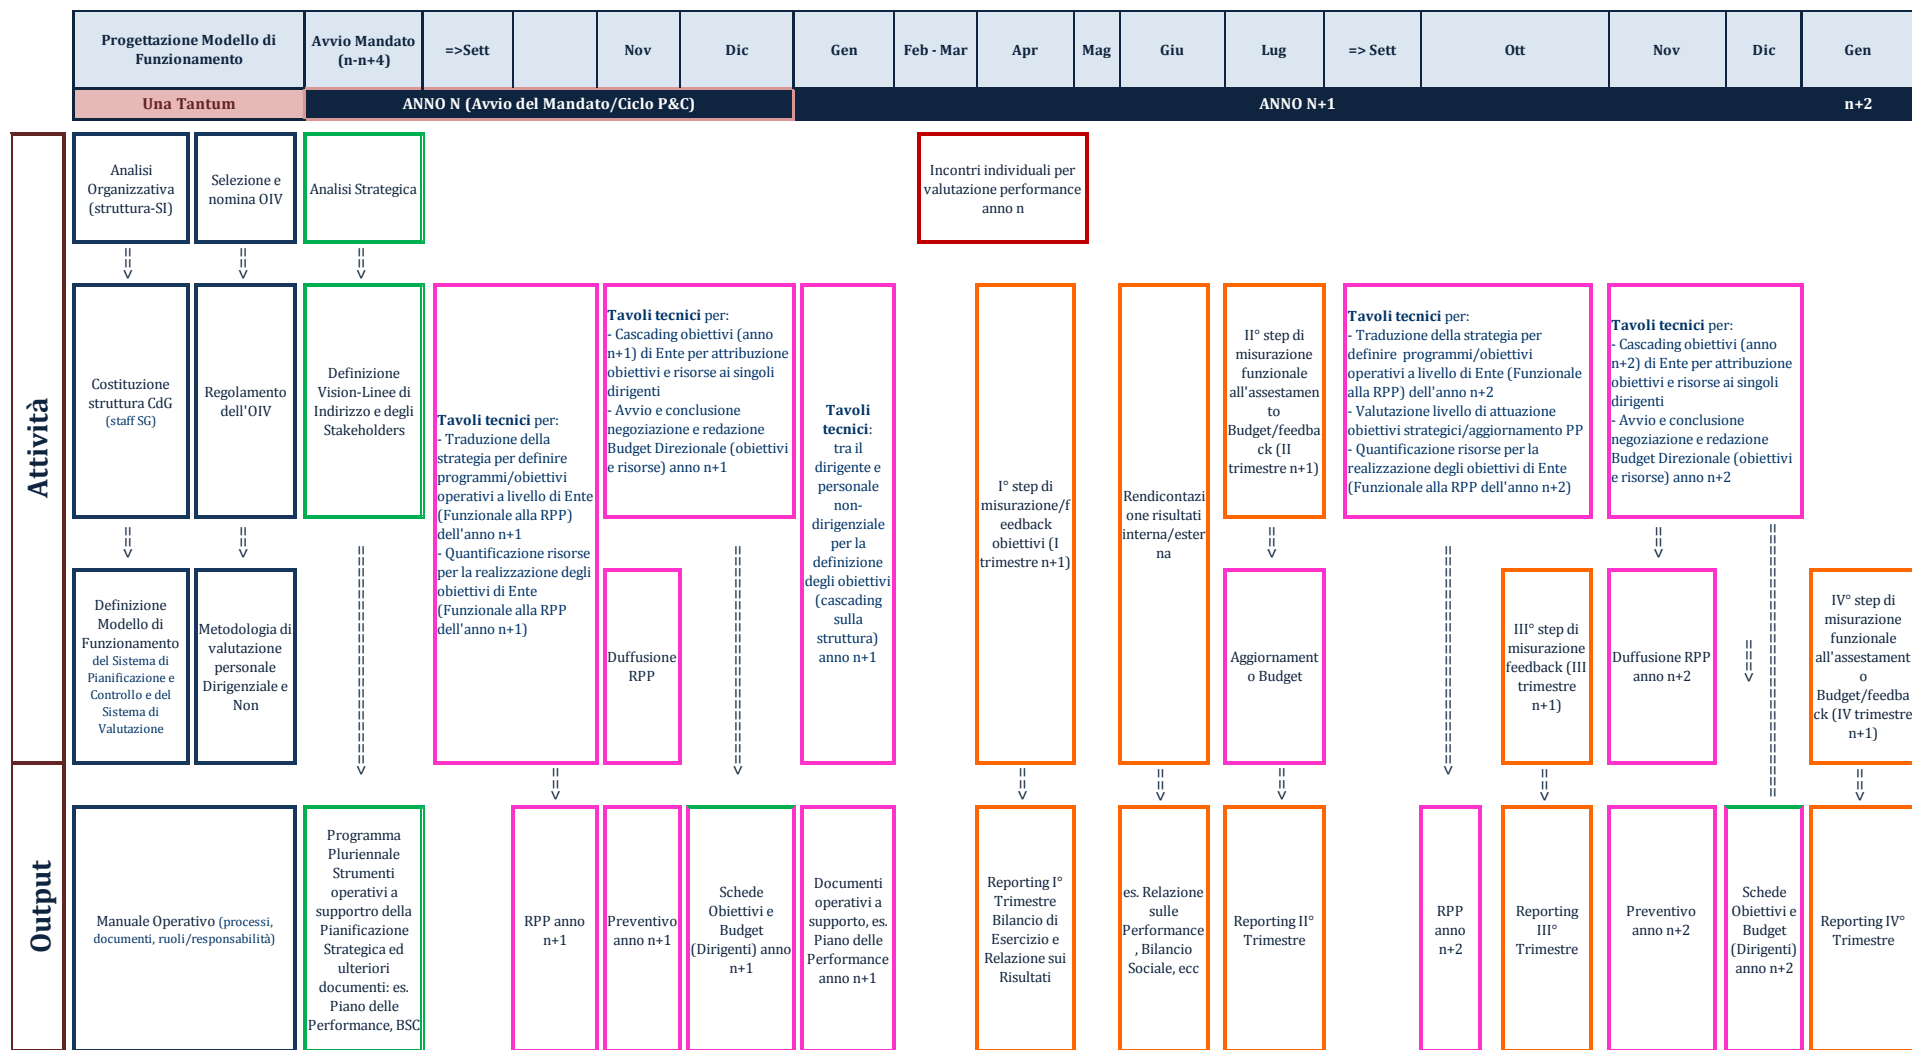 Progettazione Modello di
Funzionamento
Avvio Mandato
(n-n+4)
=>Sett
Nov
Dic
Gen
Feb - Mar
Apr
Mag
Giu
Lug
=> Sett
Ott
Nov
Dic
Gen
Una Tantum
ANNO N (Avvio del Mandato/Ciclo P&C)
ANNO N+1
n+2
Attività
Analisi
Organizzativa
(struttura-SI)
Selezione e
nomina OIV
Analisi Strategica
Incontri individuali per
valutazione performance
anno n
Costituzione
struttura CdG
(staff SG)
Regolamento
dell'OIV
Definizione
Vision-Linee di
Indirizzo e degli
Stakeholders
Tavoli tecnici per:
- Traduzione della
strategia per definire
programmi/obiettivi
operativi a livello di Ente
(Funzionale alla RPP)
dell'anno n+1
- Quantificazione risorse
per la realizzazione degli
obiettivi di Ente
(Funzionale alla RPP
dell'anno n+1)
Tavoli tecnici per:
- Cascading obiettivi (anno
n+1) di Ente per attribuzione
obiettivi e risorse ai singoli
dirigenti
- Avvio e conclusione
negoziazione e redazione
Budget Direzionale (obiettivi
e risorse) anno n+1
Tavoli
tecnici:
tra il
dirigente e
personale
non-
dirigenziale
per la
definizione
degli obiettivi
(cascading
sulla
struttura)
anno n+1
I° step di
misurazione/f
eedback
obiettivi (I
trimestre n+1)
Rendicontazi
one risultati
interna/ester
na
II° step di
misurazione
funzionale
all'assestamen
to
Budget/feedba
ck (II
trimestre n+1)
Tavoli tecnici per:
- Traduzione della strategia per
definire programmi/obiettivi
operativi a livello di Ente (Funzionale
alla RPP) dell'anno n+2
- Valutazione livello di attuazione
obiettivi strategici/aggiornamento PP
- Quantificazione risorse per la
realizzazione degli obiettivi di Ente
(Funzionale alla RPP dell'anno n+2)
Tavoli tecnici per:
- Cascading obiettivi (anno
n+2) di Ente per attribuzione
obiettivi e risorse ai singoli
dirigenti
- Avvio e conclusione
negoziazione e redazione
Budget Direzionale (obiettivi
e risorse) anno n+2
Definizione
Modello di
Funzionamento
del Sistema di
Pianificazione e
Controllo e del
Sistema di
Valutazione
Metodologia di
valutazione
personale
Dirigenziale e
Non
Duffusione
RPP
Aggiornament
o Budget
III° step di
misurazione
feedback (III
trimestre
n+1)
Duffusione RPP
anno n+2
IV° step di
misurazione
funzionale
all'assestament
o
Budget/feedba
ck (IV trimestre
n+1)
Output
Manuale Operativo (processi,
documenti, ruoli/responsabilità)
Programma
Pluriennale
Strumenti
operativi a
supportro della
Pianificazione
Strategica ed
ulteriori
documenti: es.
Piano delle
Performance, BSC
RPP anno
n+1
Preventivo
anno n+1
Schede
Obiettivi e
Budget
(Dirigenti) anno
n+1
Documenti
operativi a
supporto, es.
Piano delle
Performance
anno n+1
Reporting I°
Trimestre
Bilancio di
Esercizio e
Relazione sui
Risultati
es. Relazione
sulle
Performance
, Bilancio
Sociale, ecc
Reporting II°
Trimestre
RPP
anno
n+2
Reporting
III°
Trimestre
Preventivo
anno n+2
Schede
Obiettivi e
Budget
(Dirigenti)
anno n+2
Reporting IV°
Trimestre